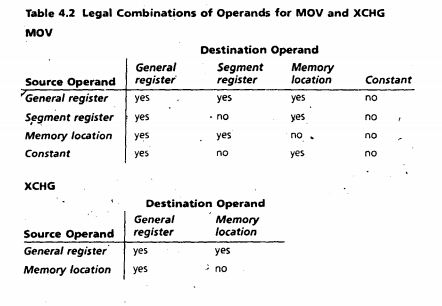 Table 4.2 Legal Combinations of Operands for MOV and XCHG
MOV
Destination Operand
General Segment Memory
Source Operand register register location Constant
General register yes yes yes no
Segment register yes no yes no
Memory location yes yes no no
Constant yes no yes no
XCHG
Destination Operand
General Memory
Source Operand register location
General register yes yes
Memory location yes no